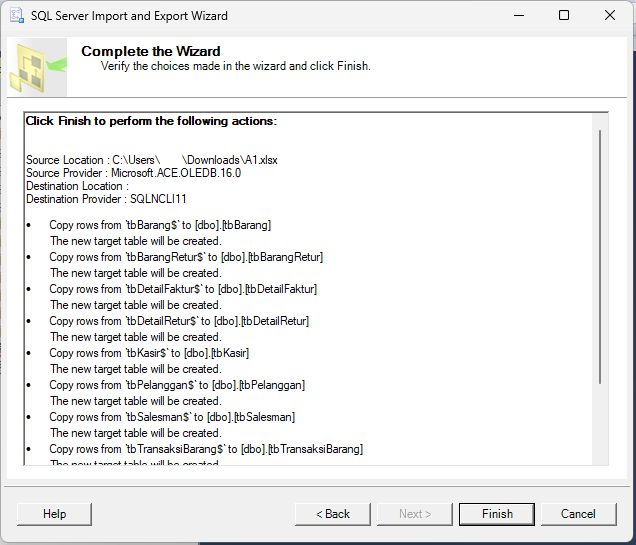 SQL Server Import and Export Wizard
Complete the Wizard
Verify the choices made in the wizard and click Finish.
Click Finish to perform the following actions:
Source Location : C:\Users\ \Downloads\A1.xlsx
Source Provider : Microsoft.ACE.OLEDB.16.0
Destination Location :
Destination Provider : SQLNCLI11
• Copy rows from `tbBarang$` to [dbo].[tbBarang]
The new target table will be created.
• Copy rows from `tbBarangRetur$` to [dbo].[tbBarangRetur]
The new target table will be created.
• Copy rows from `tbDetailFaktur$` to [dbo].[tbDetailFaktur]
The new target table will be created.
• Copy rows from `tbDetailRetur$` to [dbo].[tbDetailRetur]
The new target table will be created.
• Copy rows from `tbKasir$` to [dbo].[tbKasir]
The new target table will be created.
• Copy rows from `tbPelanggan$` to [dbo].[tbPelanggan]
The new target table will be created.
• Copy rows from `tbSalesman$` to [dbo].[tbSalesman]
The new target table will be created.
• Copy rows from `tbTransaksiBarang$` to [dbo].[tbTransaksiBarang]
The new target table will be created.
Help
< Back
Next >
Finish
Cancel